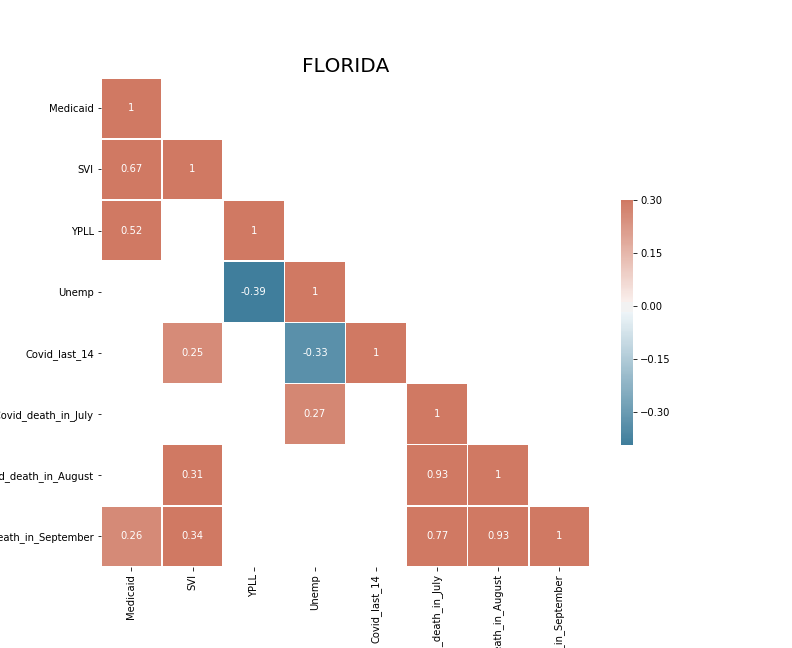 FLORIDA
Medicaid 1
SVI 0.67 1 0.30
YPLL 0.52 1
0.15
Unemp -0.39 1 0.00
Covid_last_14 0.25 -0.33 1 −0.15
ovid_death_in_July 0.27 1 −0.30
d_death_in_August 0.31 0.93 1
eath_in_September 0.26 0.34 0.77 0.93 1
Medicaid SVI YPLL Unemp Covid_last_14 _death_in_July eath_in_August _in_September